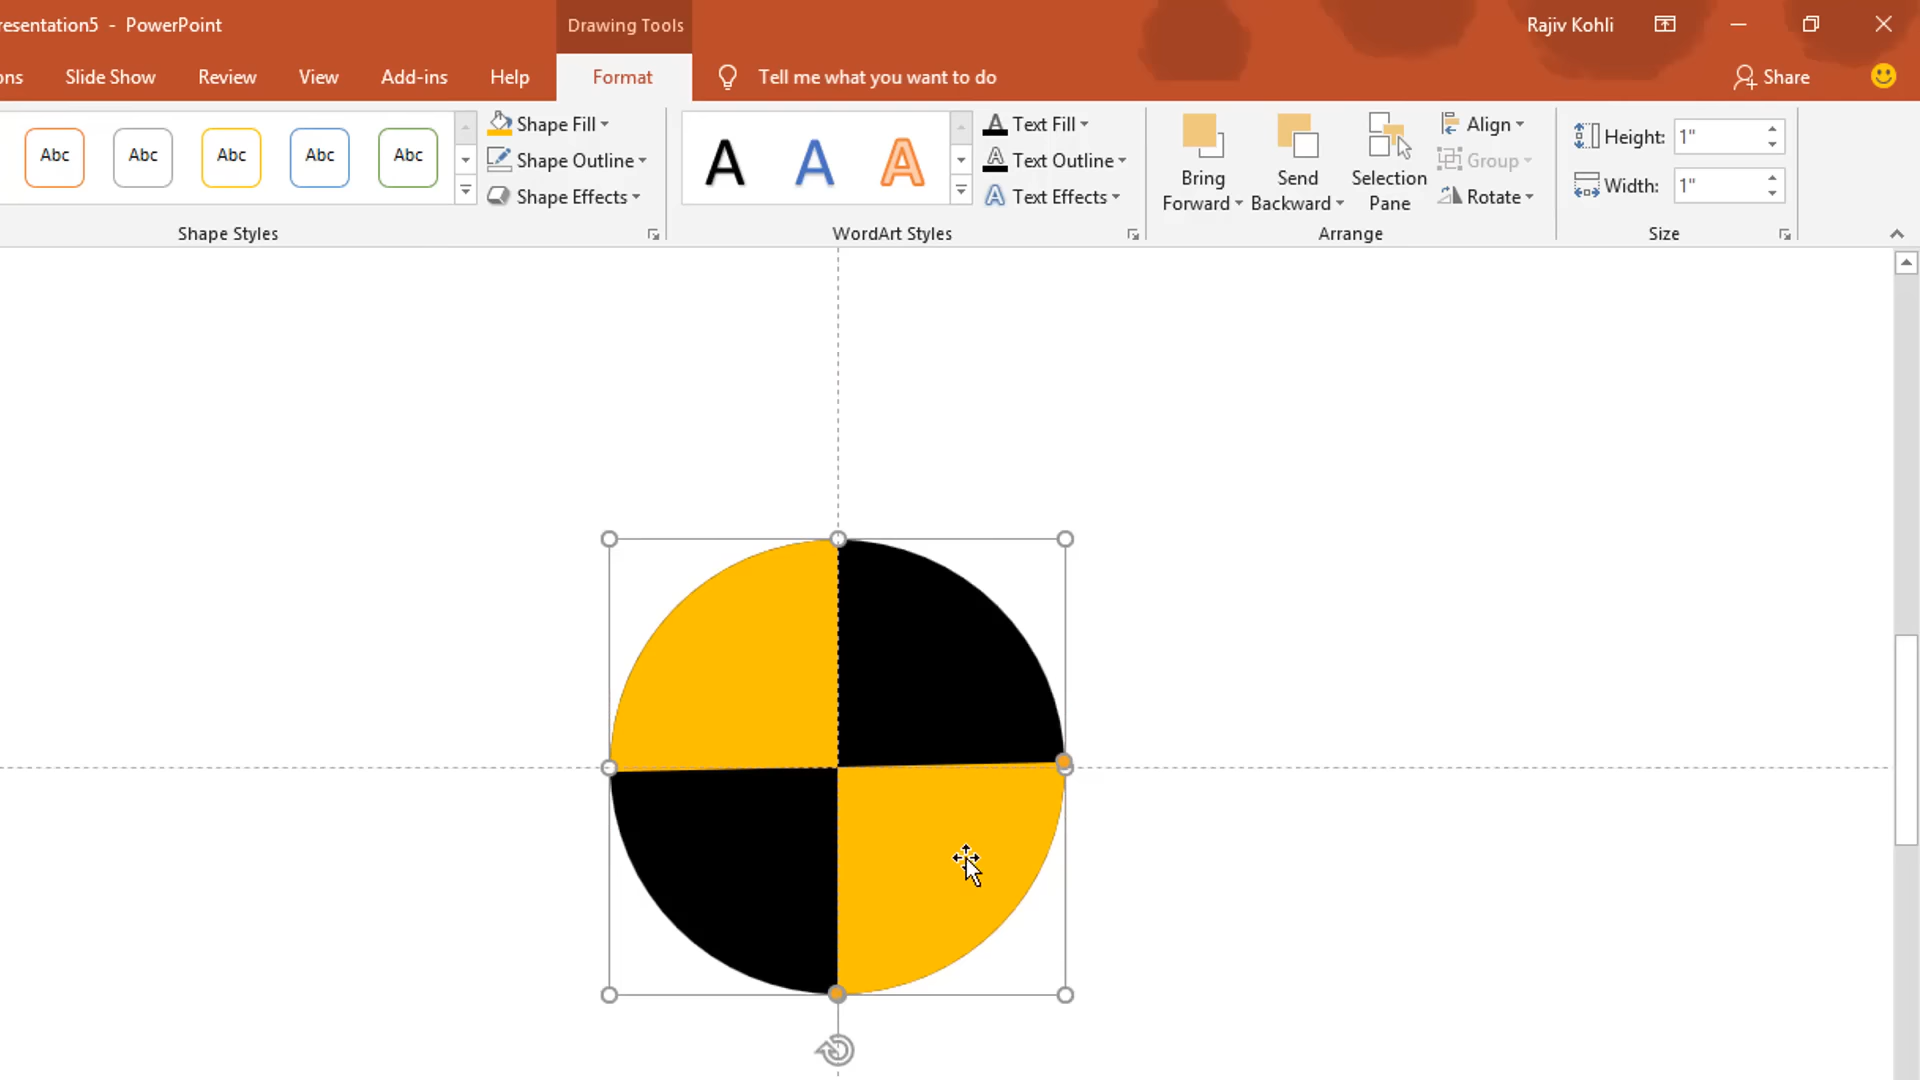 resentation5 - PowerPoint
Drawing Tools
Rajiv Kohli
ons
Slide Show
Review
View
Add-ins
Help
Format
Tell me what you want to do
Share
Abc
Abc
Abc
Abc
Abc
Shape Fill
Shape Outline
Shape Effects
Shape Styles
A
A
A
A Text Fill
A Text Outline
A Text Effects
WordArt Styles
Bring
Forward
Send
Backward
Selection
Pane
Align
Group
Rotate
Arrange
Height: 1"
Width: 1"
Size